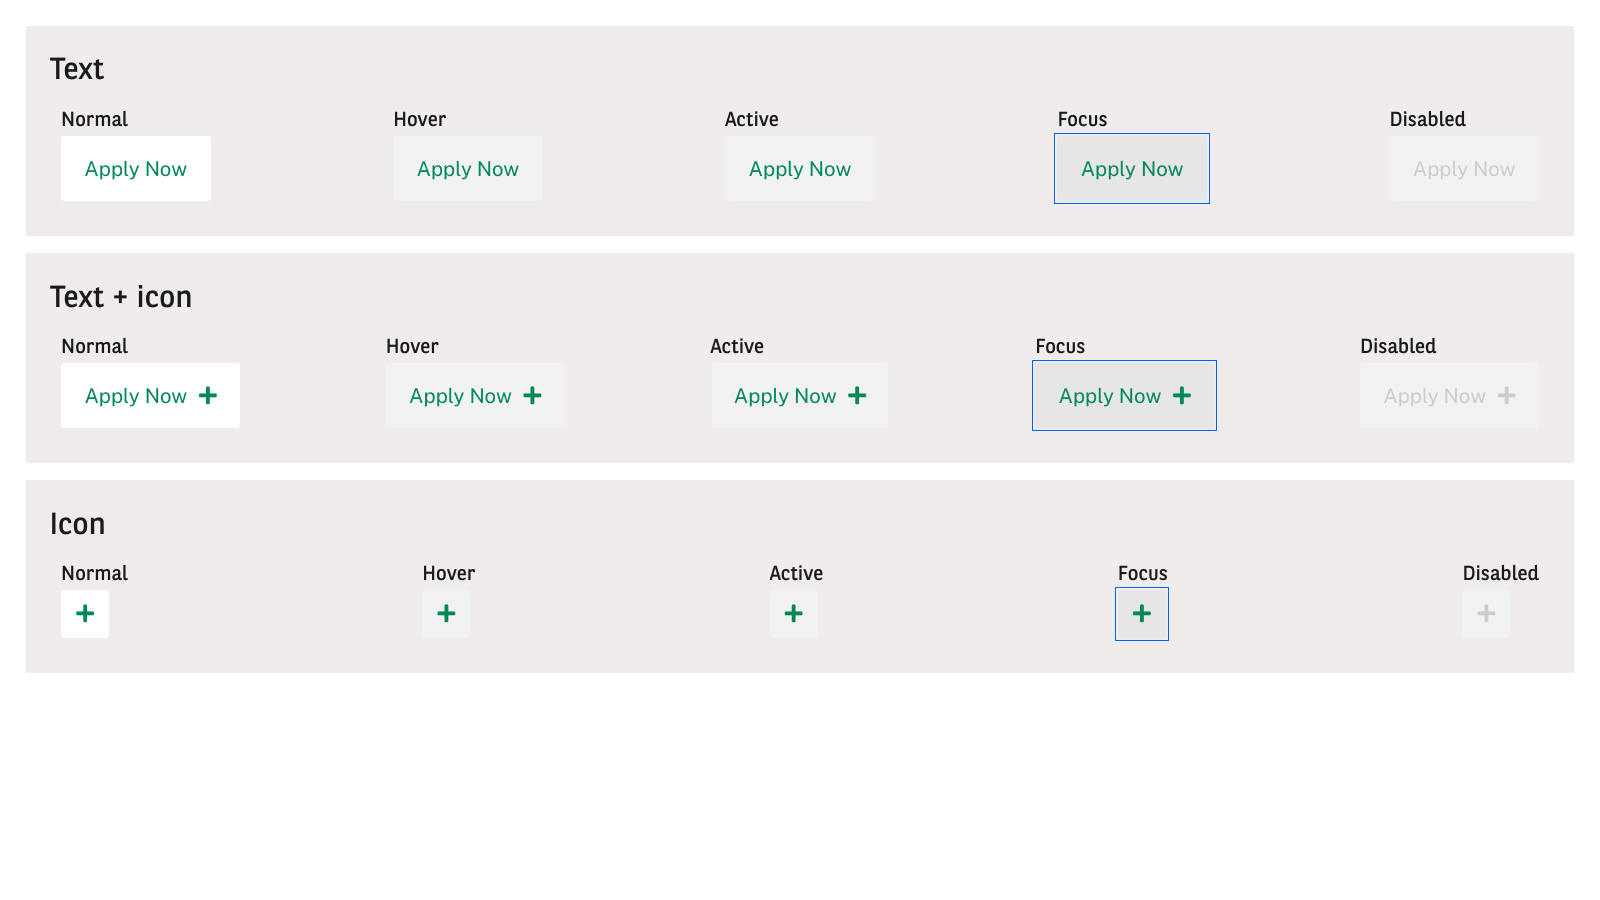 Text
Normal Hover Active Focus Disabled
Apply Now Apply Now Apply Now Apply Now Apply Now
Text + icon
Normal Hover Active Focus Disabled
Apply Now + Apply Now + Apply Now + Apply Now + Apply Now +
Icon
Normal Hover Active Focus Disabled
+ + + + +